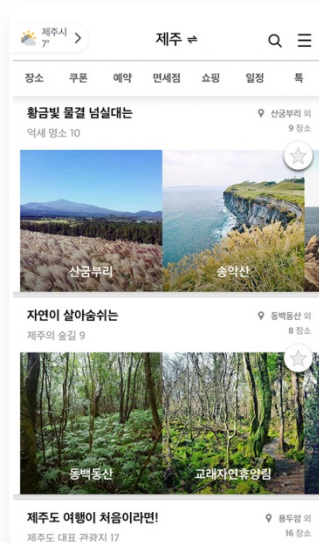 제주시
7°
제주 ⇌
장소 쿠폰 예약 면세점 쇼핑 일정 톡
황금빛 물결 넘실대는
산굼부리 외
억새 명소 10
9 장소
산굼부리
송악산
자연이 살아숨쉬는
동백동산 외
제주의 숲길 9
8 장소
동백동산
교래자연휴양림
제주도 여행이 처음이라면!
용두암 외
제주도 대표 관광지 17
16 장소